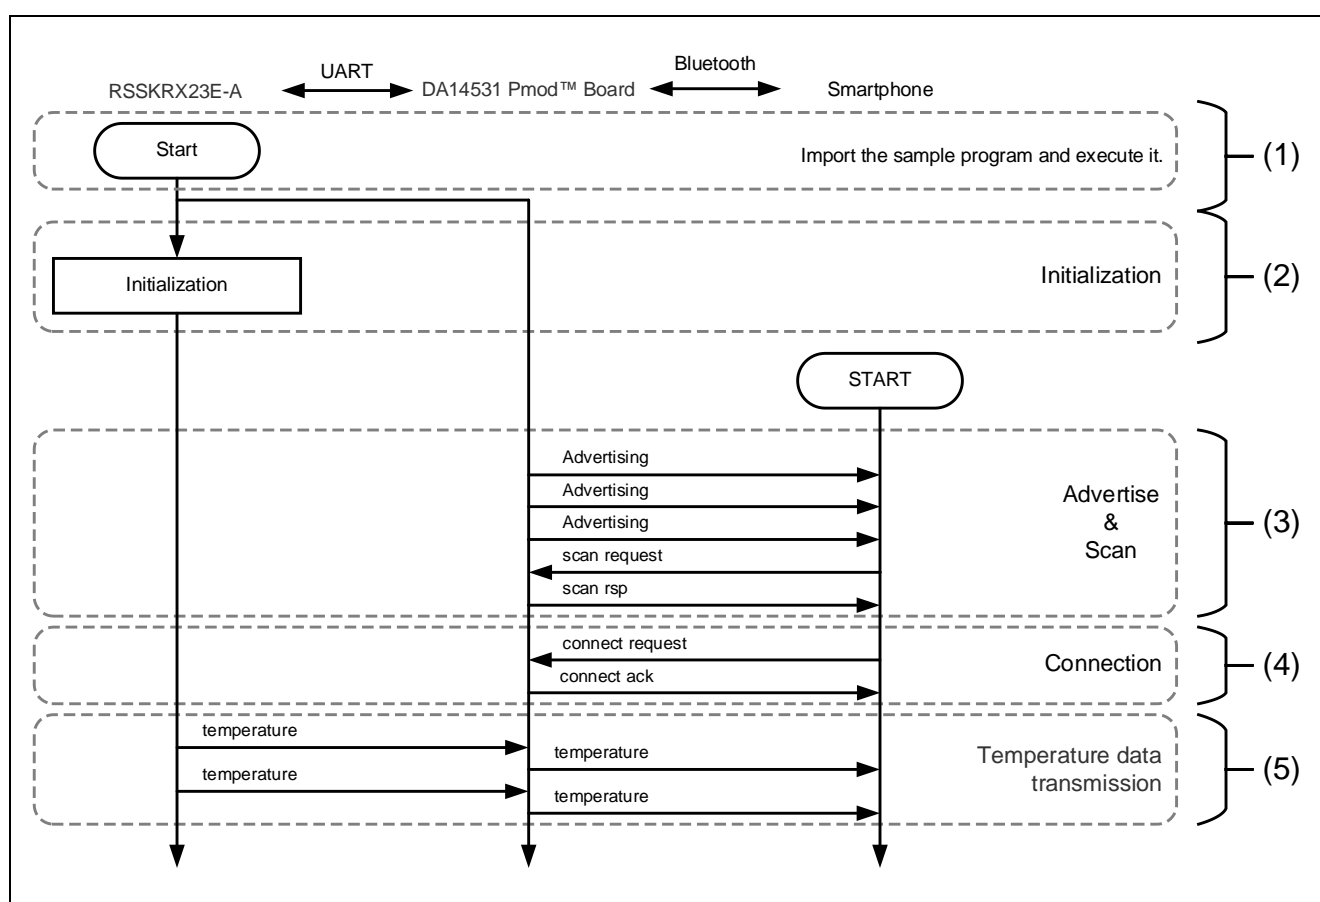 UART
Bluetooth
RSSKRX23E-A
DA14531 Pmod™ Board
Smartphone
Start
Import the sample program and execute it.
(1)
Initialization
Initialization
(2)
START
Advertising
Advertising
Advertising
scan request
scan rsp
Advertise
&
Scan
(3)
connect request
connect ack
Connection
(4)
temperature
temperature
temperature
temperature
Temperature data
transmission
(5)